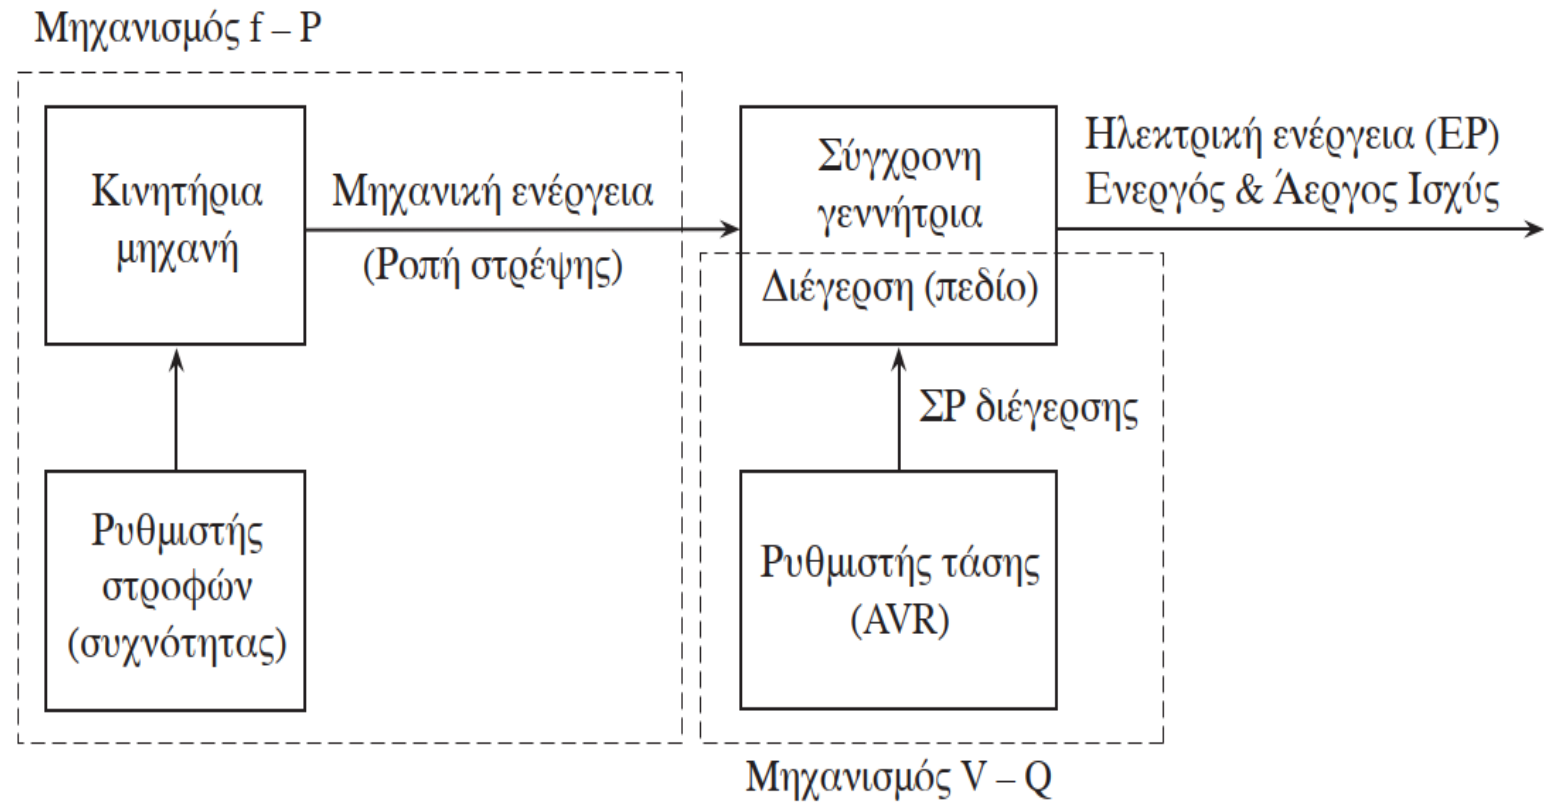 Μηχανισμός f – P
Κινητήρια
μηχανή
Μηχανική ενέργεια
(Ροπή στρέψης)
Σύγχρονη
γεννήτρια
Διέγερση (πεδίο)
Ηλεκτρική ενέργεια (ΕΡ)
Ενεργός & Άεργος Ισχύς
ΣΡ διέγερσης
Ρυθμιστής
στροφών
(συχνότητας)
Ρυθμιστής τάσης
(AVR)
Μηχανισμός V – Q